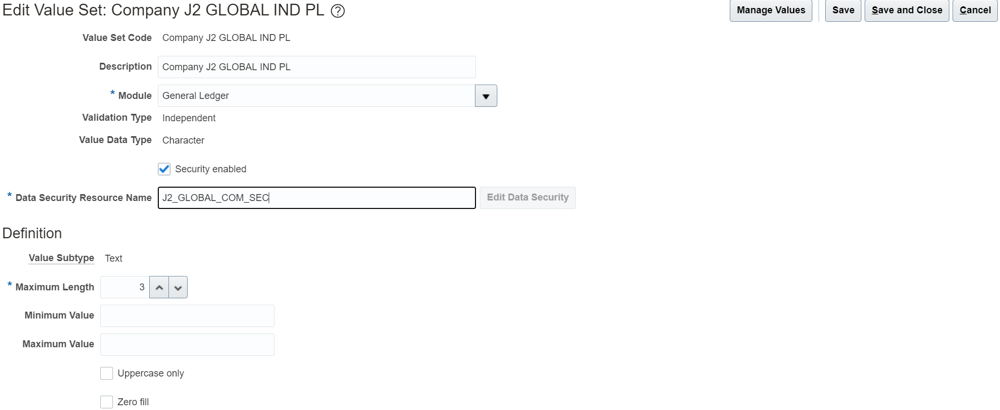 Edit Value Set: Company J2 GLOBAL IND PL ?
Manage Values Save Save and Close Cancel
Value Set Code Company J2 GLOBAL IND PL
Description Company J2 GLOBAL IND PL
* Module General Ledger
Validation Type Independent
Value Data Type Character
Security enabled
* Data Security Resource Name J2_GLOBAL_COM_SEC Edit Data Security
Definition
Value Subtype Text
* Maximum Length 3
Minimum Value
Maximum Value
Uppercase only
Zero fill